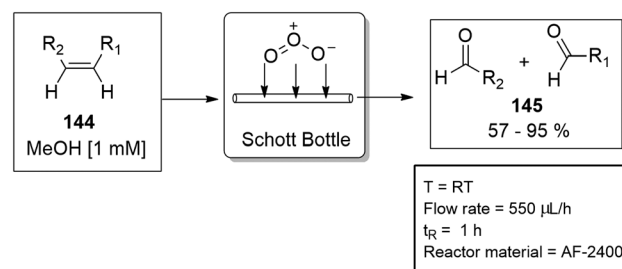 R₂ R₁
H H
144
MeOH [1 mM]
O O⁺ O⁻
Schott Bottle
O O
H R₂ + H R₁
145
57 - 95 %
T = RT
Flow rate = 550 μL/h
tR = 1 h
Reactor material = AF-2400